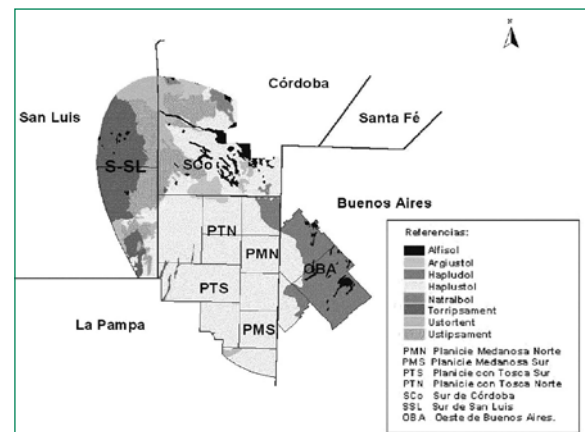 N
Córdoba
San Luis
Santa Fé
S-SL
SCo
Buenos Aires
PTN
PMN
OBA
PTS
La Pampa
PMS
Referencias:
Alfisol
Argiustol
Hapludol
Haplustol
Natralbol
Torripsament
Ustortent
Ustipsament
PMN Planicie Medanosa Norte
PMS Planicie Medanosa Sur
PTS Planicie con Tosca Sur
PTN Planicie con Tosca Norte
SCo Sur de Córdoba
SSL Sur de San Luis
OBA Oeste de Buenos Aires.